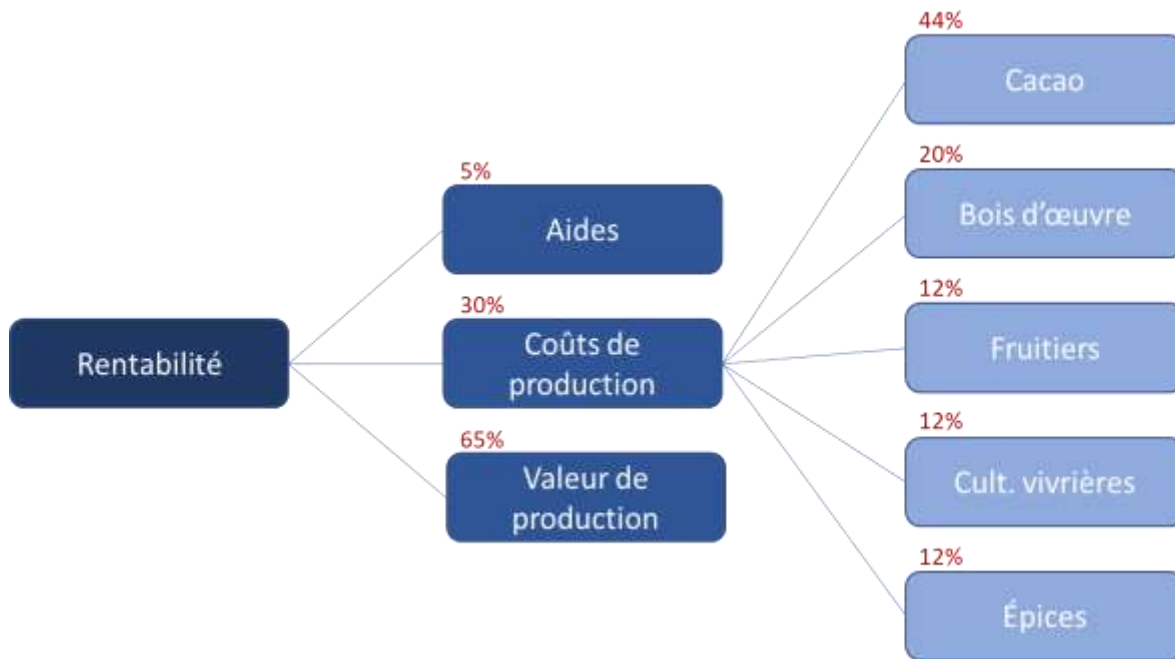 Rentabilité
5%
Aides
30%
Coûts de
production
65%
Valeur de
production
44%
Cacao
20%
Bois d'œuvre
12%
Fruitiers
12%
Cult. vivrières
12%
Épices